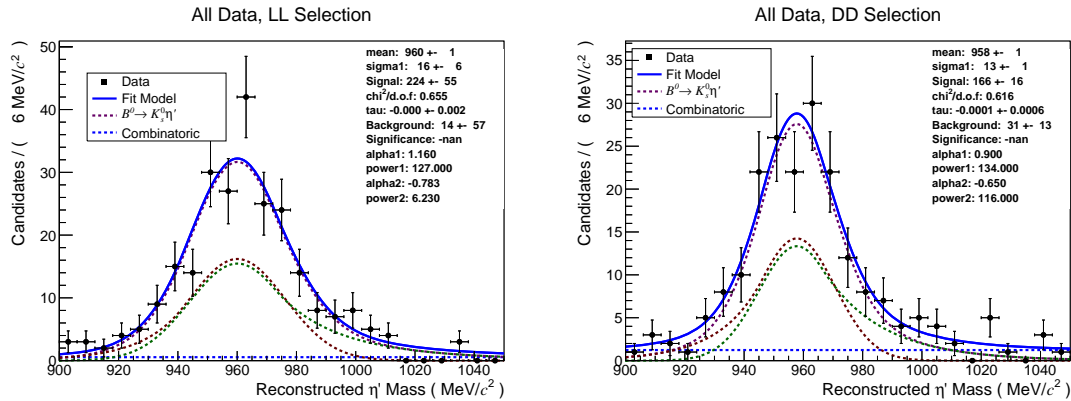 All Data, LL Selection
Candidates / ( 6 MeV/c²)
50
40
30
20
10
0
Data
Fit Model
B⁰→ K⁰ₛη'
Combinatoric
mean: 960 +- 1
sigma1: 16 +- 6
Signal: 224 +- 55
chi²/d.o.f: 0.655
tau: -0.000 +- 0.002
Background: 14 +- 57
Significance: -nan
alpha1: 1.160
power1: 127.000
alpha2: -0.783
power2: 6.230
900 920 940 960 980 1000 1020 1040
Reconstructed η' Mass ( MeV/c²)
All Data, DD Selection
Candidates / ( 6 MeV/c²)
35
30
25
20
15
10
5
0
Data
Fit Model
B⁰→ K⁰ₛη'
Combinatoric
mean: 958 +- 1
sigma1: 13 +- 1
Signal: 166 +- 16
chi²/d.o.f: 0.616
tau: -0.0001 +- 0.0006
Background: 31 +- 13
Significance: -nan
alpha1: 0.900
power1: 134.000
alpha2: -0.650
power2: 116.000
900 920 940 960 980 1000 1020 1040
Reconstructed η' Mass ( MeV/c²)